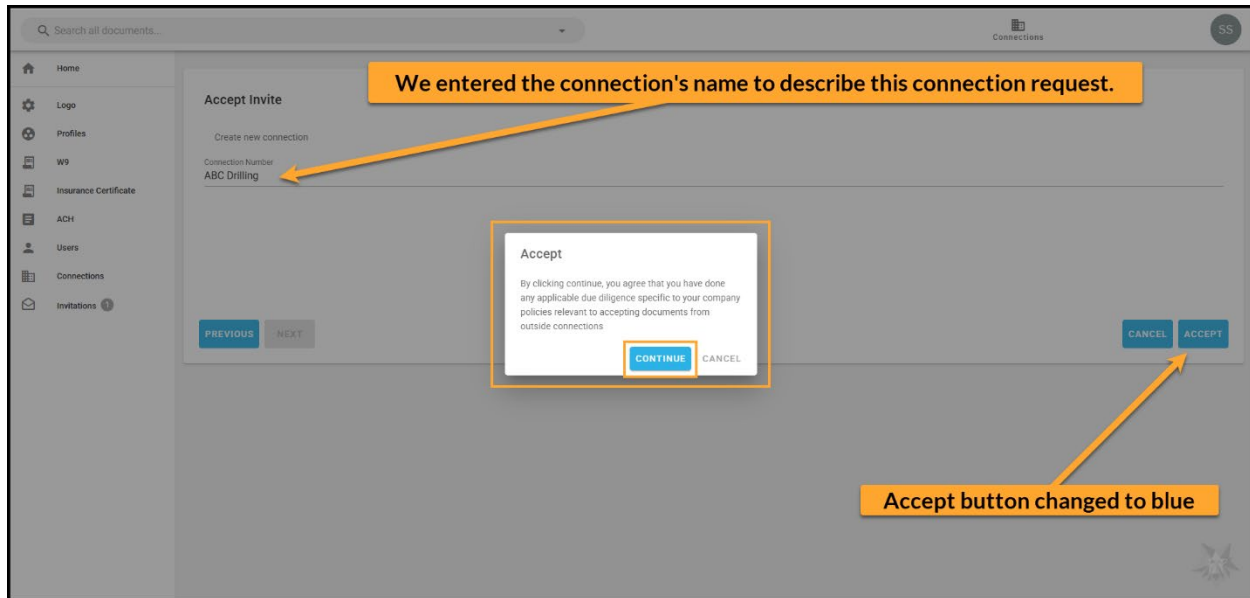 Search all documents...
Connections
SS
Home
We entered the connection's name to describe this connection request.
Logo
Accept Invite
Profiles
Create new connection
W9
Connection Number
ABC Drilling
Insurance Certificate
ACH
Users
Accept
Connections
By clicking continue, you agree that you have done
any applicable due diligence specific to your company
policies relevant to accepting documents from
outside connections
Invitations
PREVIOUS
NEXT
CONTINUE
CANCEL
CANCEL
ACCEPT
Accept button changed to blue